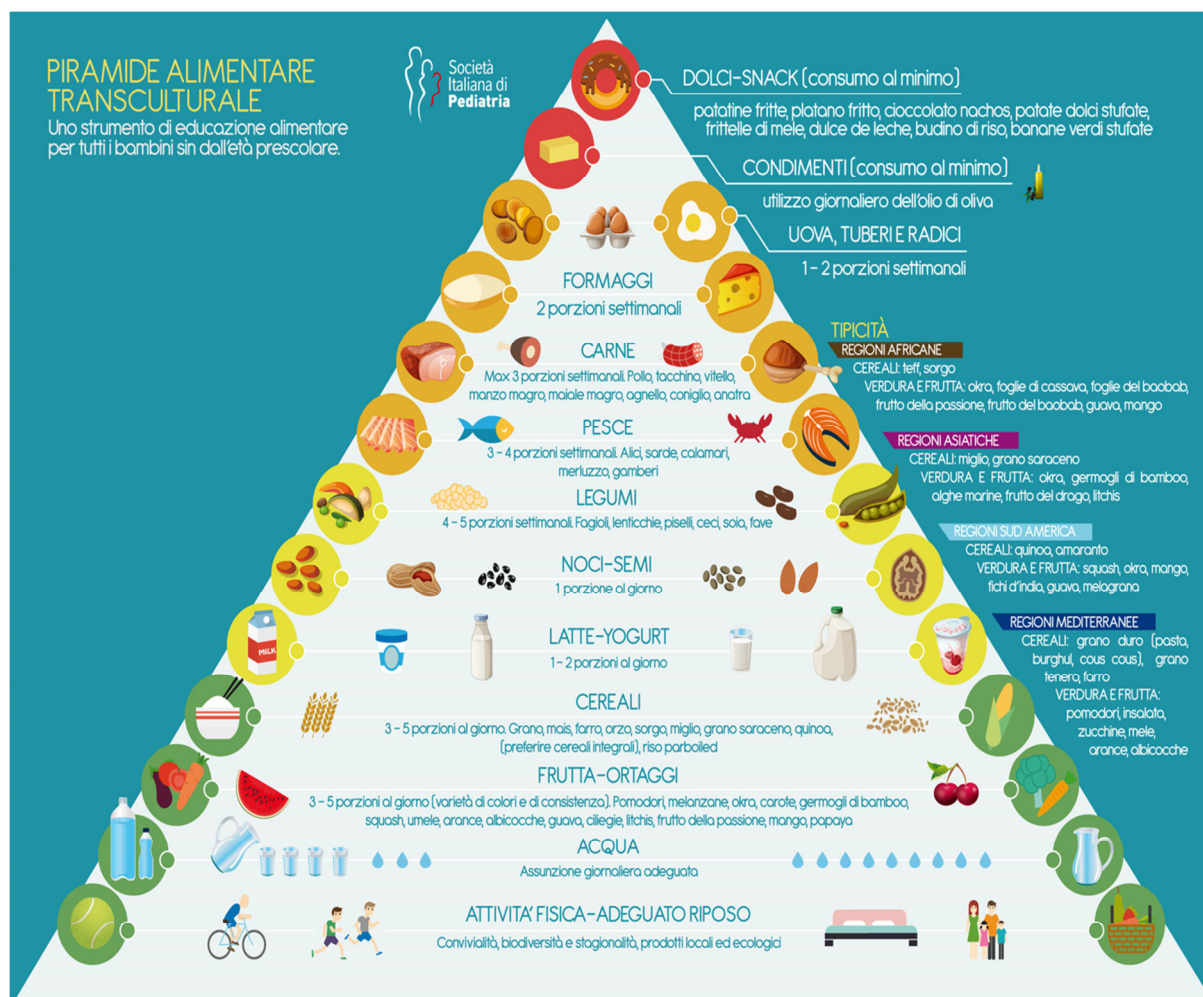 PIRAMIDE ALIMENTARE
TRANSCULTURALE
Uno strumento di educazione alimentare
per tutti i bambini sin dall'età prescolare.
Società
Italiana di
Pediatria
DOLCI-SNACK (consumo al minimo)
patatine fritte, platano fritto, cioccolato nachos, patate dolci stufate,
frittelle di mele, dulce de leche, budino di riso, banane verdi stufate
CONDIMENTI (consumo al minimo)
utilizzo giornaliero dell'olio di oliva
UOVA, TUBERI E RADICI
1 - 2 porzioni settimanali
FORMAGGI
2 porzioni settimanali
CARNE
Max 3 porzioni settimanali. Pollo, tacchino, vitello,
manzo magro, maiale magro, agnello, coniglio, anatra
PESCE
3 - 4 porzioni settimanali. Alici, sarde, calamari,
merluzzo, gamberi
LEGUMI
4 - 5 porzioni settimanali. Fagioli, lenticchie, piselli, ceci, soia, fave
NOCI-SEMI
1 porzione al giorno
LATTE-YOGURT
1 - 2 porzioni al giorno
MILK
Yogurt
CEREALI
3 - 5 porzioni al giorno. Grano, mais, farro, orzo, sorgo, miglio, grano saraceno, quinoa,
(preferire cereali integrali), riso parboiled
FRUTTA-ORTAGGI
3 - 5 porzioni al giorno (varietà di colori e di consistenza). Pomodori, melanzane, okra, carote, germogli di bamboo,
squash, umele, arance, albicocche, guava, ciliegie, litchis, frutto della passione, mango, papaya
ACQUA
Assunzione giornaliera adeguata
ATTIVITA' FISICA-ADEGUATO RIPOSO
Convivialità, biodiversità e stagionalità, prodotti locali ed ecologici
TIPICITÀ
REGIONI AFRICANE
CEREALI: teff, sorgo
VERDURA E FRUTTA: okra, foglie di cassava, foglie del baobab,
frutto della passione, frutto del baobab, guava, mango
REGIONI ASIATICHE
CEREALI: miglio, grano saraceno
VERDURA E FRUTTA: okra, germogli di bamboo,
alghe marine, frutto del drago, litchis
REGIONI SUD AMERICA
CEREALI: quinoa, amaranto
VERDURA E FRUTTA: squash, okra, mango,
fichi d'india, guava, melagrana
REGIONI MEDITERRANEE
CEREALI: grano duro (pasta,
burghul, cous cous), grano
tenero, farro
VERDURA E FRUTTA:
pomodori, insalata,
zucchine, mele,
arance, albicocche